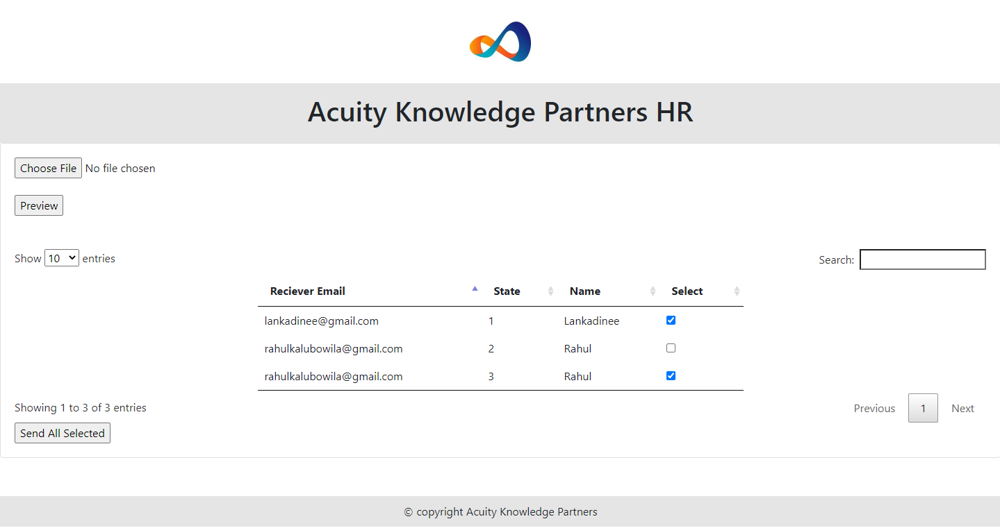 Acuity Knowledge Partners HR
Choose File No file chosen
Preview
Show 10 entries Search:
Reciever Email State Name Select
lankadinee@gmail.com 1 Lankadinee
rahulkalubowila@gmail.com 2 Rahul
rahulkalubowila@gmail.com 3 Rahul
Showing 1 to 3 of 3 entries Previous 1 Next
Send All Selected
© copyright Acuity Knowledge Partners